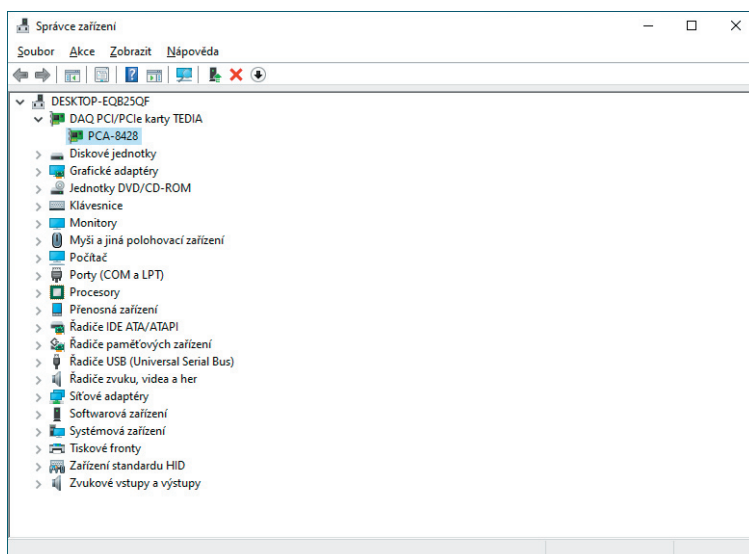 Správce zařízení
Soubor Akce Zobrazit Nápověda
DESKTOP-EQB25QF
DAQ PCI/PCIe karty TEDIA
PCA-8428
Diskové jednotky
Grafické adaptéry
Jednotky DVD/CD-ROM
Klávesnice
Monitory
Myši a jiná polohovací zařízení
Počítač
Porty (COM a LPT)
Procesory
Přenosná zařízení
Řadiče IDE ATA/ATAPI
Řadiče paměťových zařízení
Řadiče USB (Universal Serial Bus)
Řadiče zvuku, videa a her
Síťové adaptéry
Softwarová zařízení
Systémová zařízení
Tiskové fronty
Zařízení standardu HID
Zvukové vstupy a výstupy